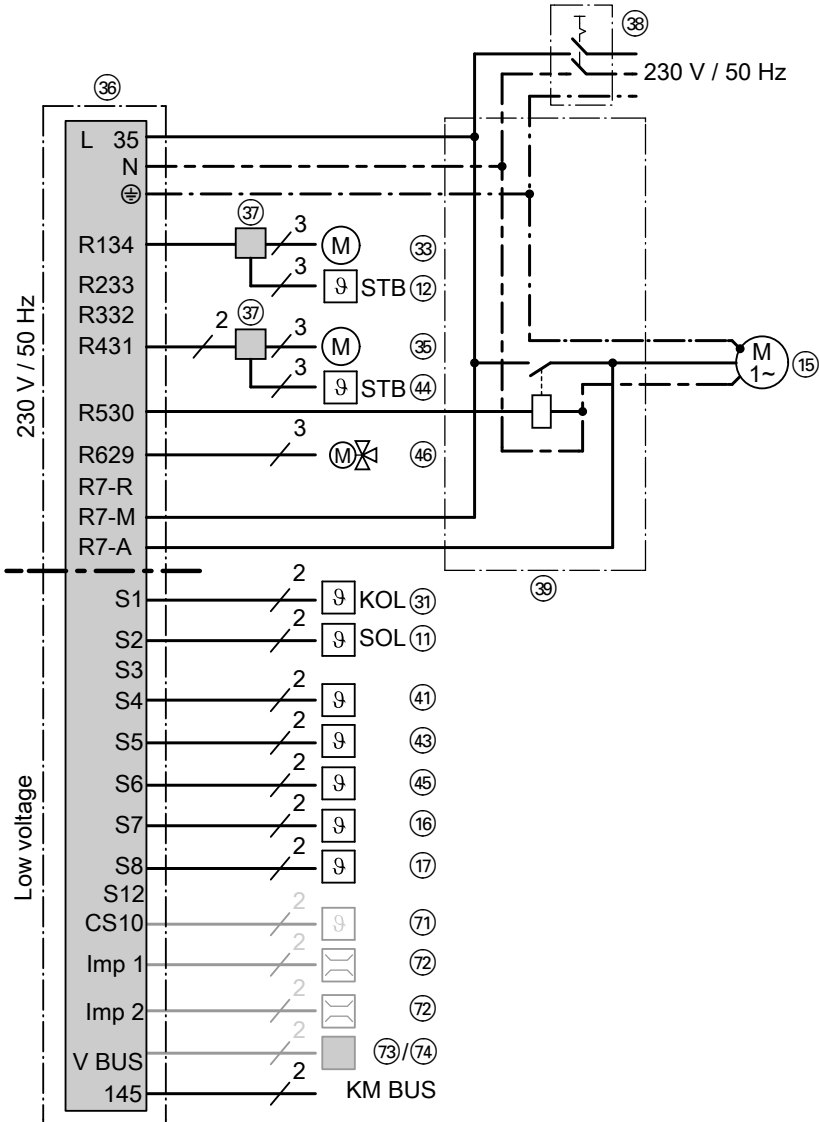 38
230 V / 50 Hz
36
L 35
N
37
R134 3 M 33
R233 3 ϑ STB 12
R332 37
R431 2 3 M 35
3 ϑ STB 44
M 1~ 15
R530
R629 3 M 46
R7-R
R7-M
R7-A
39
230 V / 50 Hz
S1 2 ϑ KOL 31
S2 2 ϑ SOL 11
S3
S4 2 ϑ 41
S5 2 ϑ 43
S6 2 ϑ 45
S7 2 ϑ 16
S8 2 ϑ 17
S12
CS10 2 ϑ 71
Imp 1 2 72
Imp 2 2 72
V BUS 2 73/74
145 2 KM BUS
Low voltage